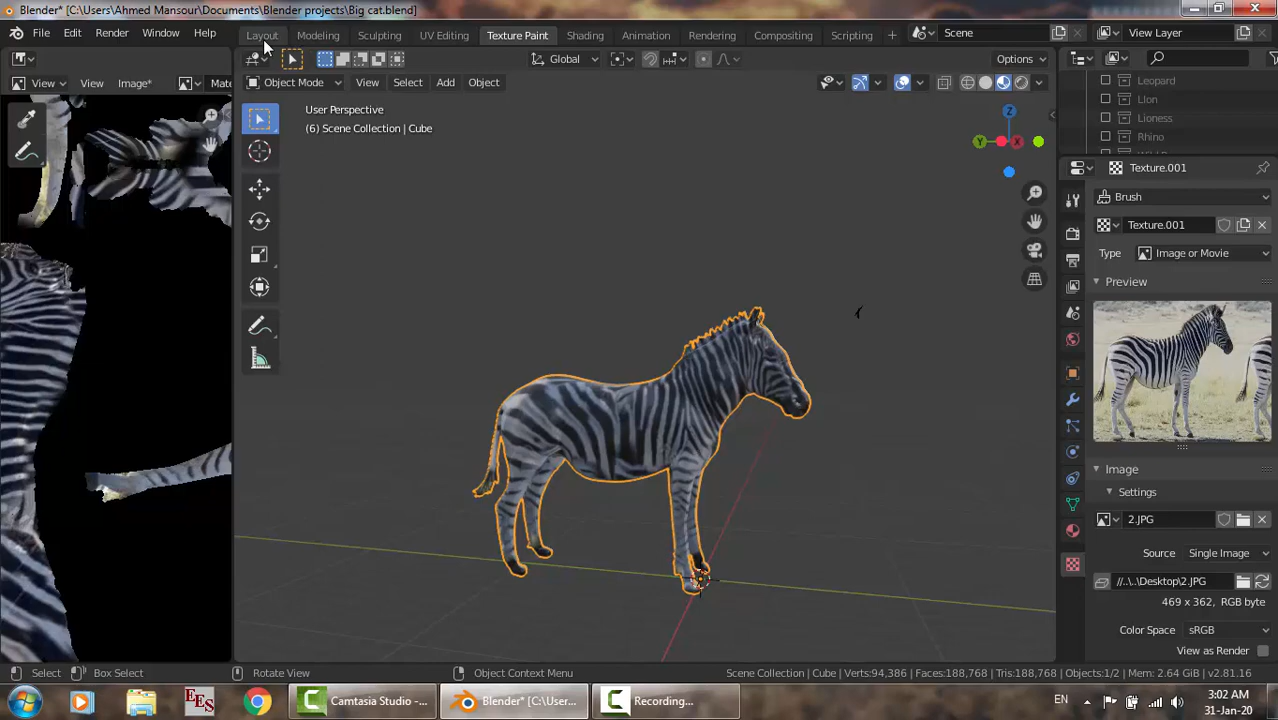 Blender* [C:\Users\Ahmed Mansour\Documents\Blender projects\Big cat.blend]
File Edit Render Window Help Layout Modeling Sculpting UV Editing Texture Paint Shading Animation Rendering Compositing Scripting + Scene View Layer
Global Options
View View Image* Mate Object Mode View Select Add Object
Leopard
LIon
Lioness
Rhino
User Perspective
(6) Scene Collection | Cube
Z
Y X
Texture.001
Brush
Texture.001
Type Image or Movie
Preview
Image
Settings
2.JPG
Source Single Image
//..\..\Desktop\2.JPG
469 x 362, RGB byte
Color Space sRGB
View as Render
Select Box Select Rotate View Object Context Menu Scene Collection | Cube | Verts:94,386 | Faces:188,768 | Tris:188,768 | Objects:1/2 | Mem: 2.64 GiB | v2.81.16
EES Camtasia Studio -... Blender* [C:\Us... Recording... EN 3:02 AM
31-Jan-20